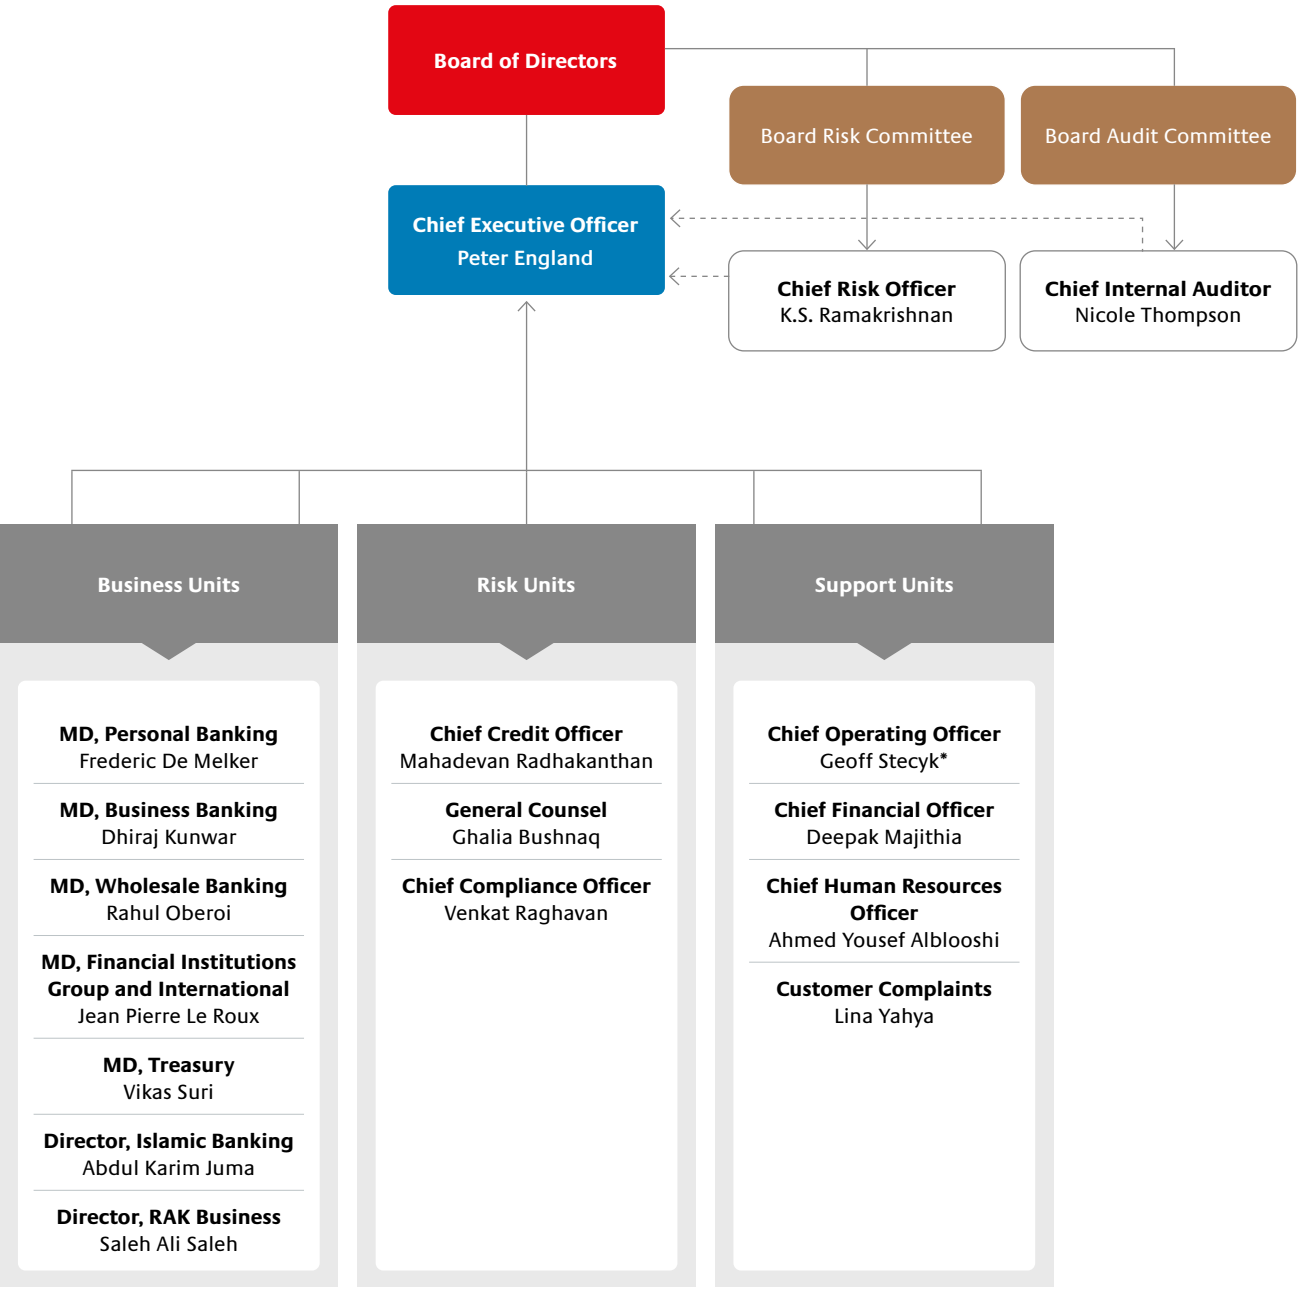 Board of Directors
Board Risk Committee
Board Audit Committee
Chief Executive Officer
Peter England
Chief Risk Officer
K.S. Ramakrishnan
Chief Internal Auditor
Nicole Thompson
Business Units
MD, Personal Banking
Frederic De Melker
MD, Business Banking
Dhiraj Kunwar
MD, Wholesale Banking
Rahul Oberoi
MD, Financial Institutions
Group and International
Jean Pierre Le Roux
MD, Treasury
Vikas Suri
Director, Islamic Banking
Abdul Karim Juma
Director, RAK Business
Saleh Ali Saleh
Risk Units
Chief Credit Officer
Mahadevan Radhakanthan
General Counsel
Ghalia Bushnaq
Chief Compliance Officer
Venkat Raghavan
Support Units
Chief Operating Officer
Geoff Stecyk*
Chief Financial Officer
Deepak Majithia
Chief Human Resources
Officer
Ahmed Yousef Alblooshi
Customer Complaints
Lina Yahya